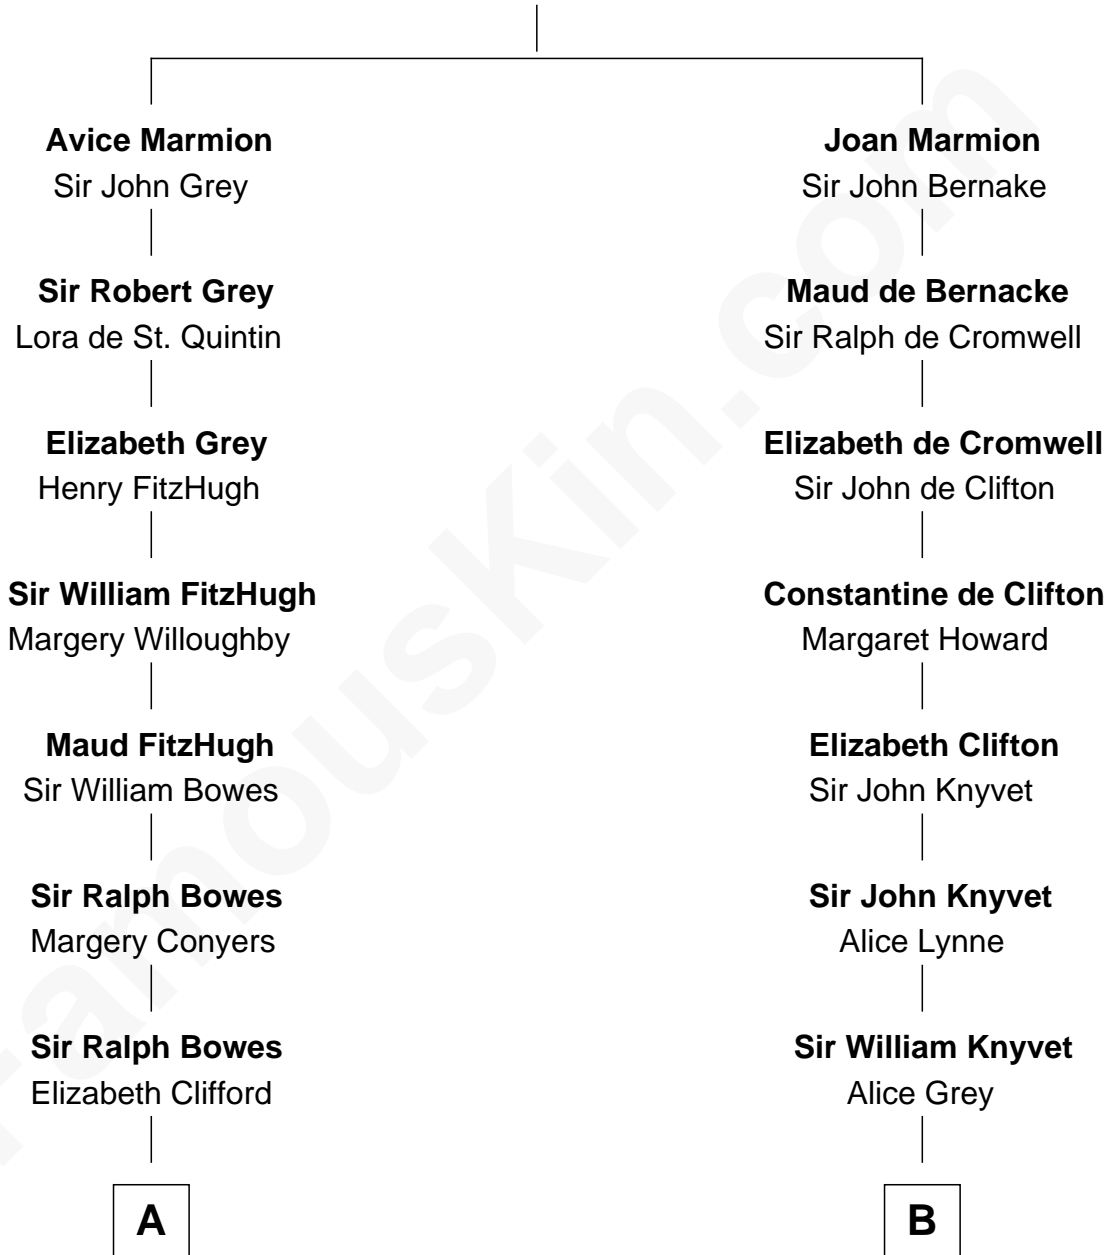 Avice Marmion
Sir John Grey
Sir Robert Grey
Lora de St. Quintin
Elizabeth Grey
Henry FitzHugh
Sir William FitzHugh
Margery Willoughby
Maud FitzHugh
Sir William Bowes
Sir Ralph Bowes
Margery Conyers
Sir Ralph Bowes
Elizabeth Clifford
A
Joan Marmion
Sir John Bernake
Maud de Bernacke
Sir Ralph de Cromwell
Elizabeth de Cromwell
Sir John de Clifton
Constantine de Clifton
Margaret Howard
Elizabeth Clifton
Sir John Knyvet
Sir John Knyvet
Alice Lynne
Sir William Knyvet
Alice Grey
B
FamousKin.com